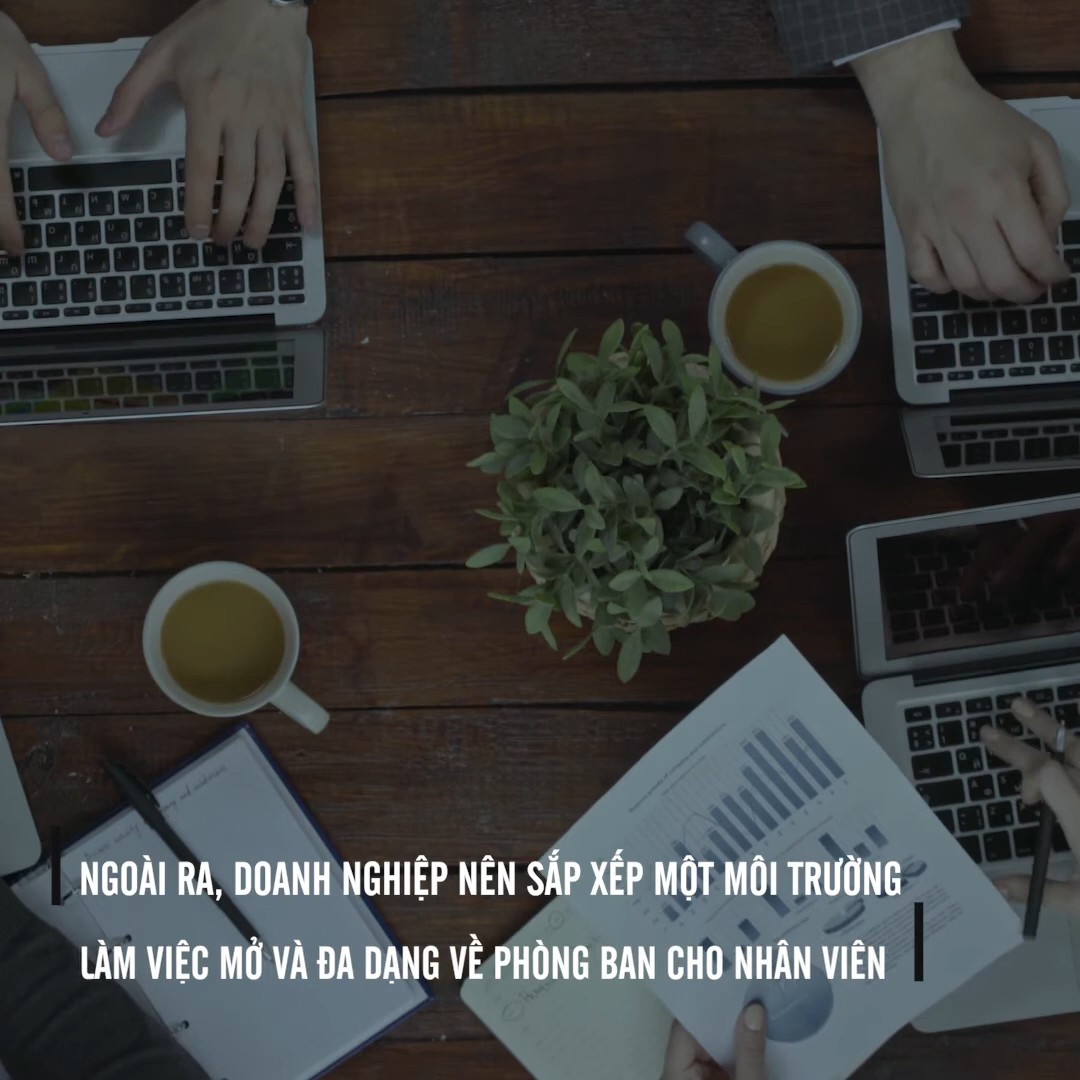 NGOÀI RA, DOANH NGHIỆP NÊN SẮP XẾP MỘT MÔI TRƯỜNG
LÀM VIỆC MỞ VÀ ĐA DẠNG VỀ PHÒNG BAN CHO NHÂN VIÊN